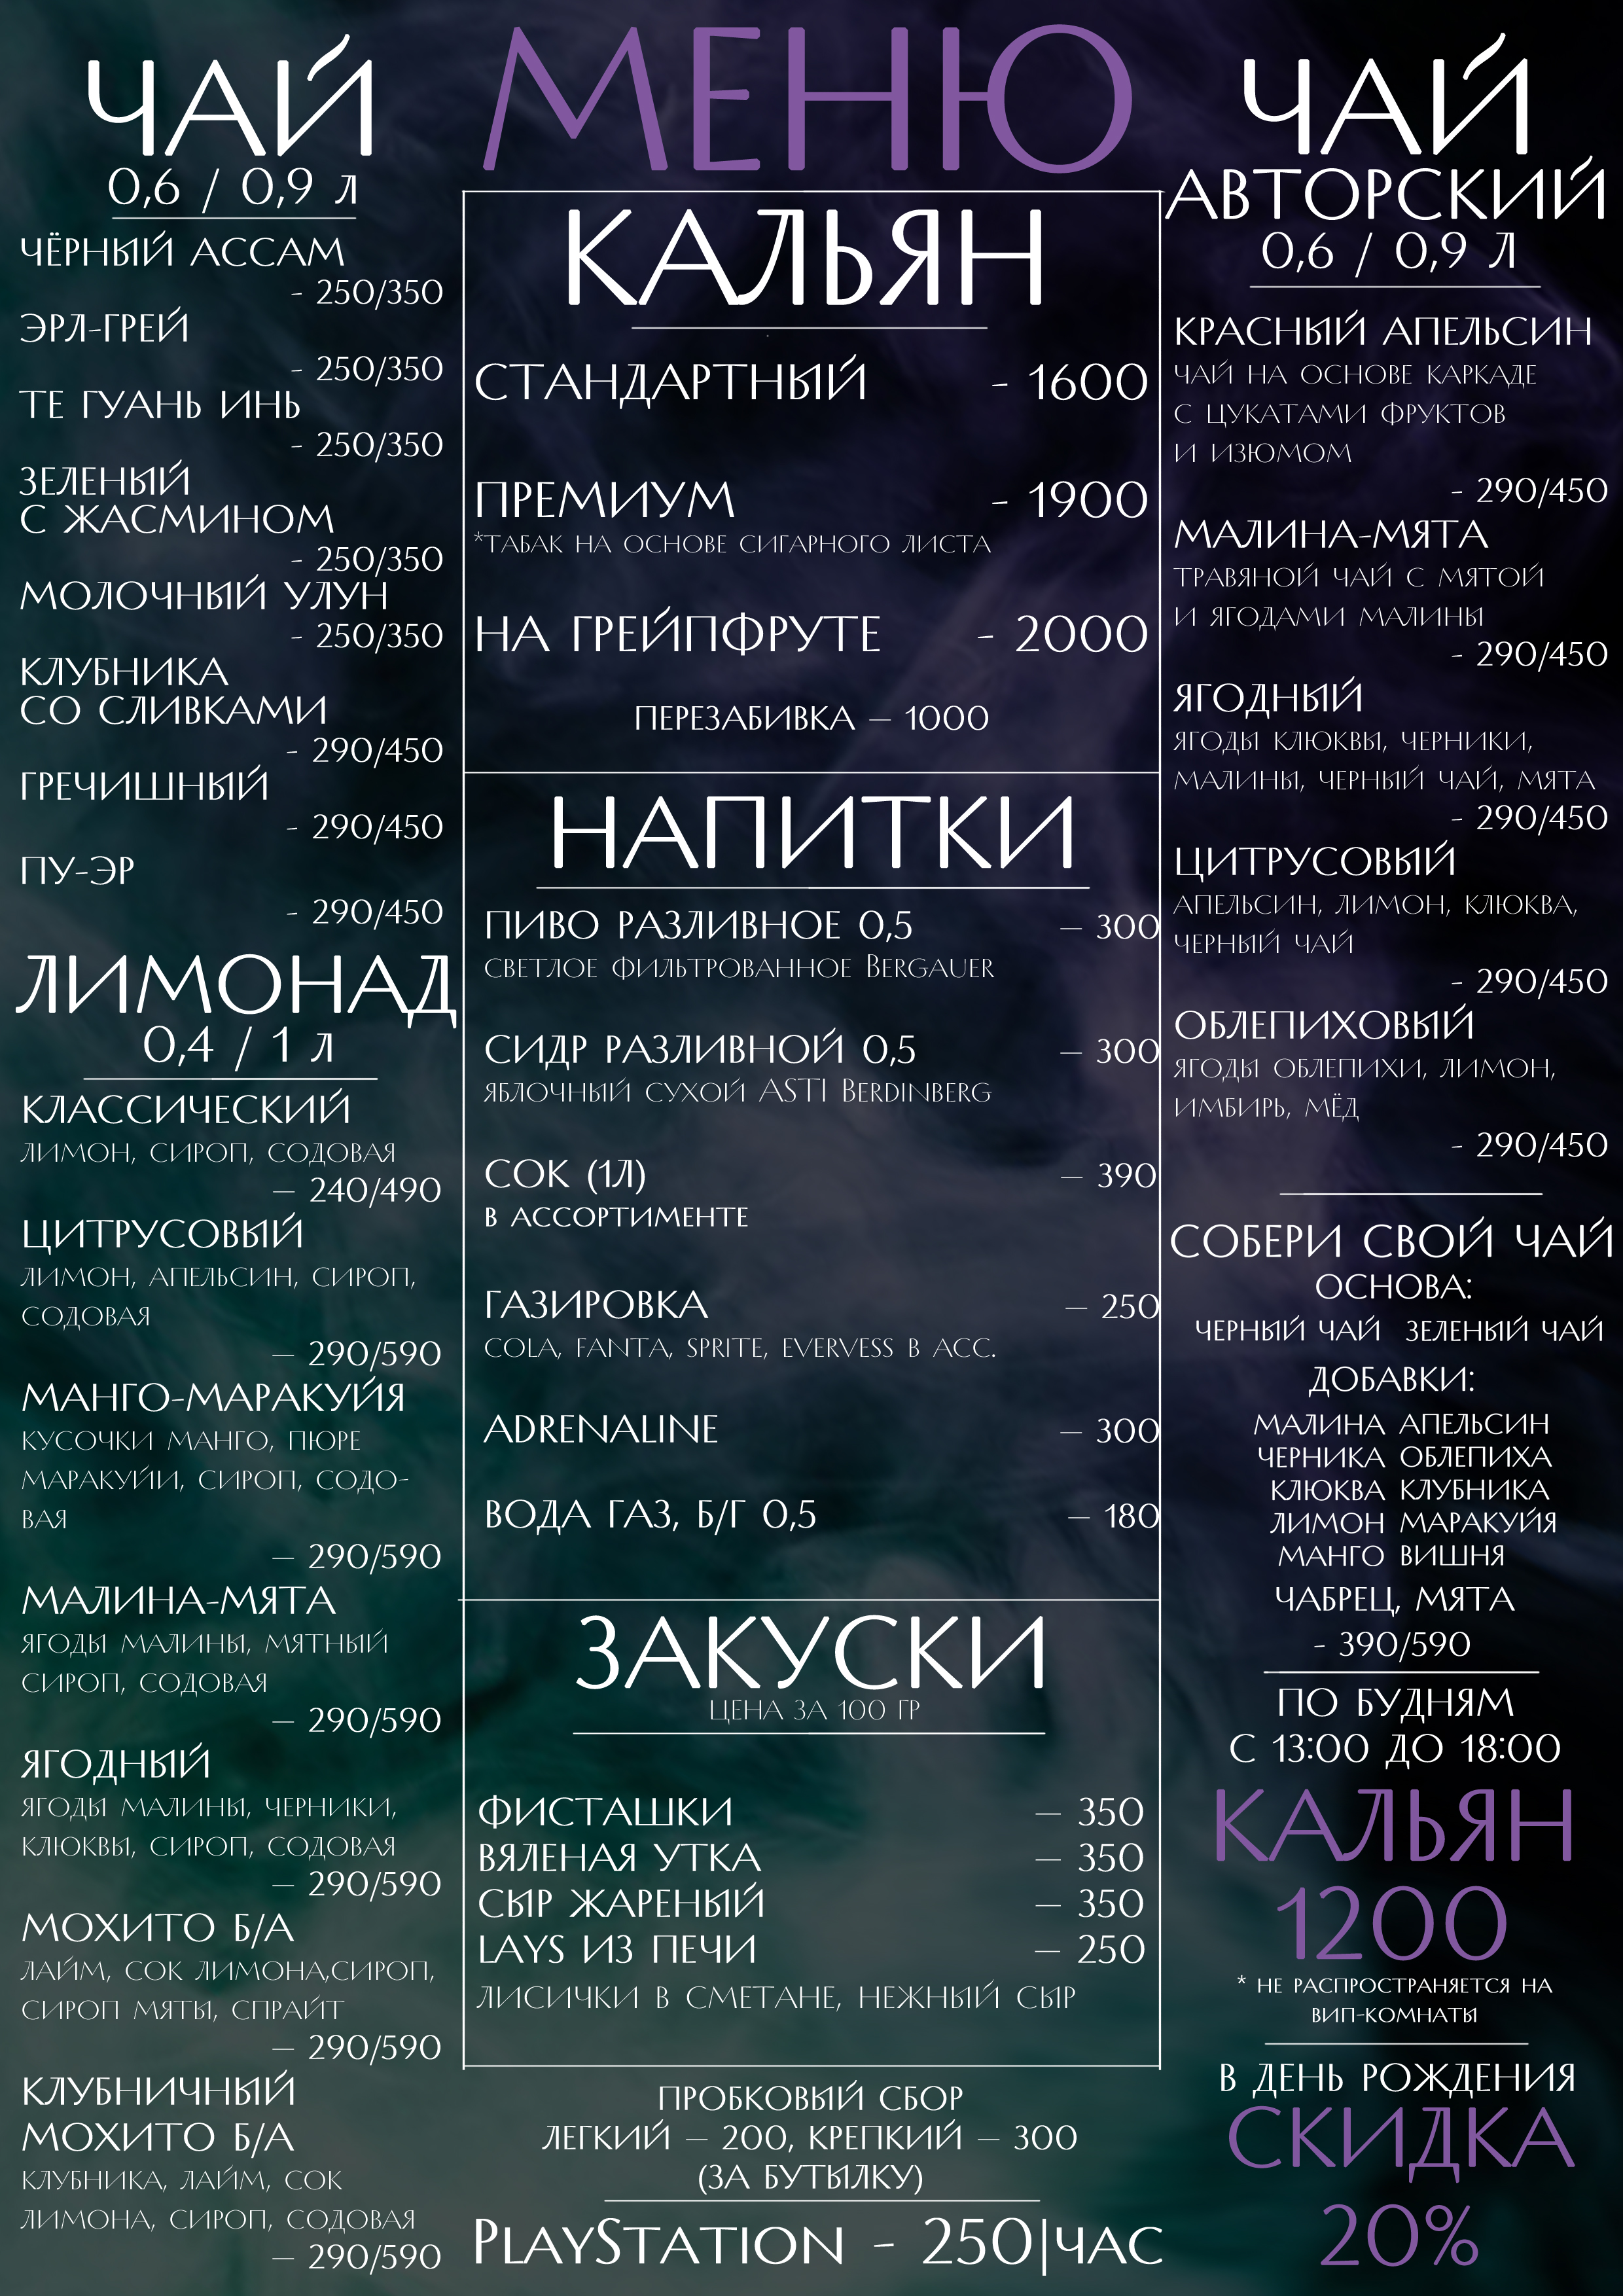 МЕНЮ
ЧАЙ
0,6 / 0,9 Л
ЧЁРНЫЙ АССАМ
- 250/350
ЭРЛ-ГРЕЙ
- 250/350
ТЕ ГУАНЬ ИНЬ
- 250/350
ЗЕЛЕНЫЙ
С ЖАСМИНОМ
- 250/350
МОЛОЧНЫЙ УЛУН
- 250/350
КЛУБНИКА
СО СЛИВКАМИ
- 290/450
ГРЕЧИШНЫЙ
- 290/450
ПУ-ЭР
- 290/450
ЛИМОНАД
0,4 / 1 Л
КЛАССИЧЕСКИЙ
ЛИМОН, СИРОП, СОДОВАЯ
— 240/490
ЦИТРУСОВЫЙ
ЛИМОН, АПЕЛЬСИН, СИРОП,
СОДОВАЯ
— 290/590
МАНГО-МАРАКУЙЯ
КУСОЧКИ МАНГО, ПЮРЕ
МАРАКУЙИ, СИРОП, СОДО-
ВАЯ
— 290/590
МАЛИНА-МЯТА
ЯГОДЫ МАЛИНЫ, МЯТНЫЙ
СИРОП, СОДОВАЯ
— 290/590
ЯГОДНЫЙ
ЯГОДЫ МАЛИНЫ, ЧЕРНИКИ,
КЛЮКВЫ, СИРОП, СОДОВАЯ
— 290/590
МОХИТО Б/А
ЛАЙМ, СОК ЛИМОНА,СИРОП,
СИРОП МЯТЫ, СПРАЙТ
— 290/590
КЛУБНИЧНЫЙ
МОХИТО Б/А
КЛУБНИКА, ЛАЙМ, СОК
ЛИМОНА, СИРОП, СОДОВАЯ
— 290/590
КАЛЬЯН
СТАНДАРТНЫЙ - 1600
ПРЕМИУМ - 1900
*ТАБАК НА ОСНОВЕ СИГАРНОГО ЛИСТА
НА ГРЕЙПФРУТЕ - 2000
ПЕРЕЗАБИВКА — 1000
НАПИТКИ
ПИВО РАЗЛИВНОЕ 0,5 — 300
СВЕТЛОЕ ФИЛЬТРОВАННОЕ BERGAUER
СИДР РАЗЛИВНОЙ 0,5 — 300
ЯБЛОЧНЫЙ СУХОЙ ASTI BERDINBERG
СОК (1Л) — 390
В АССОРТИМЕНТЕ
ГАЗИРОВКА — 250
COLA, FANTA, SPRITE, EVERVESS В АСС.
ADRENALINE — 300
ВОДА ГАЗ, Б/Г 0,5 — 180
ЗАКУСКИ
ЦЕНА ЗА 100 ГР
ФИСТАШКИ — 350
ВЯЛЕНАЯ УТКА — 350
СЫР ЖАРЕНЫЙ — 350
LAYS ИЗ ПЕЧИ — 250
ЛИСИЧКИ В СМЕТАНЕ, НЕЖНЫЙ СЫР
ПРОБКОВЫЙ СБОР
ЛЕГКИЙ — 200, КРЕПКИЙ — 300
(ЗА БУТЫЛКУ)
PLAYSTATION - 250|ЧАС
ЧАЙ
АВТОРСКИЙ
0,6 / 0,9 Л
КРАСНЫЙ АПЕЛЬСИН
ЧАЙ НА ОСНОВЕ КАРКАДЕ
С ЦУКАТАМИ ФРУКТОВ
И ИЗЮМОМ
- 290/450
МАЛИНА-МЯТА
ТРАВЯНОЙ ЧАЙ С МЯТОЙ
И ЯГОДАМИ МАЛИНЫ
- 290/450
ЯГОДНЫЙ
ЯГОДЫ КЛЮКВЫ, ЧЕРНИКИ,
МАЛИНЫ, ЧЕРНЫЙ ЧАЙ, МЯТА
- 290/450
ЦИТРУСОВЫЙ
АПЕЛЬСИН, ЛИМОН, КЛЮКВА,
ЧЕРНЫЙ ЧАЙ
- 290/450
ОБЛЕПИХОВЫЙ
ЯГОДЫ ОБЛЕПИХИ, ЛИМОН,
ИМБИРЬ, МЁД
- 290/450
СОБЕРИ СВОЙ ЧАЙ
ОСНОВА:
ЧЕРНЫЙ ЧАЙ ЗЕЛЕНЫЙ ЧАЙ
ДОБАВКИ:
МАЛИНА АПЕЛЬСИН
ЧЕРНИКА ОБЛЕПИХА
КЛЮКВА КЛУБНИКА
ЛИМОН МАРАКУЙЯ
МАНГО ВИШНЯ
ЧАБРЕЦ, МЯТА
- 390/590
ПО БУДНЯМ
С 13:00 ДО 18:00
КАЛЬЯН
1200
* НЕ РАСПРОСТРАНЯЕТСЯ НА
ВИП-КОМНАТЫ
В ДЕНЬ РОЖДЕНИЯ
СКИДКА
20%